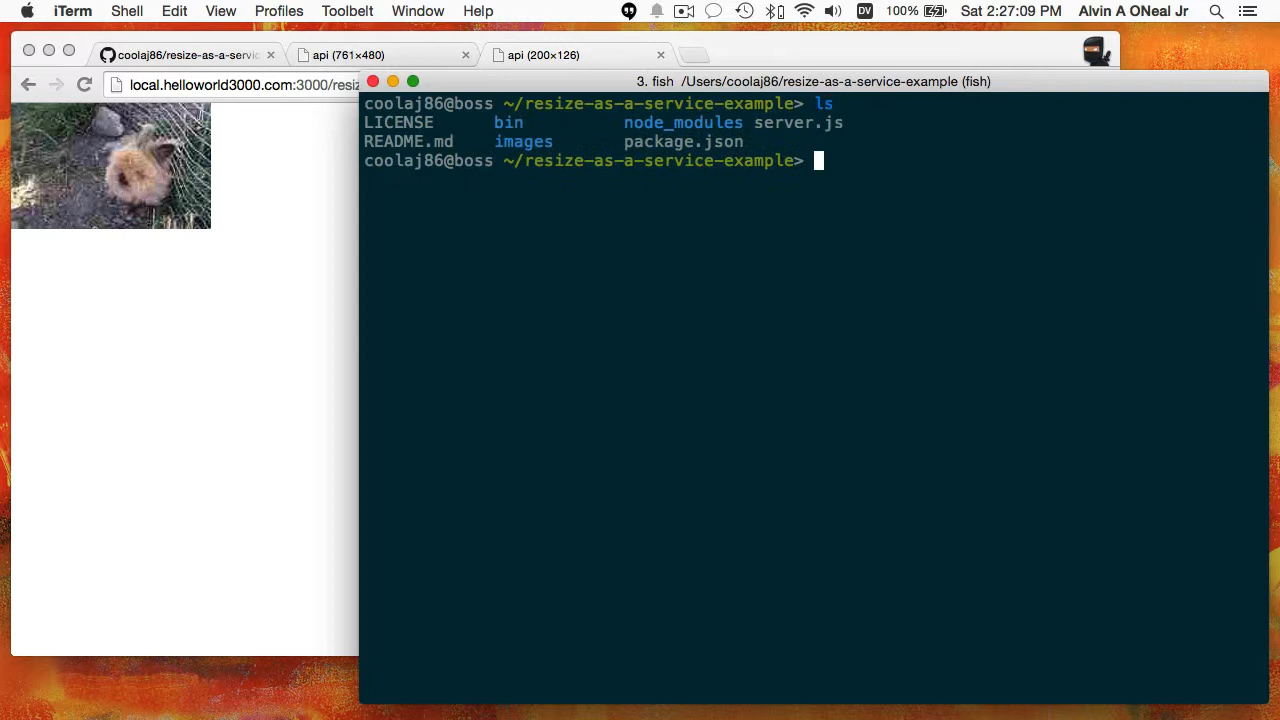 iTerm Shell Edit View Profiles Toolbelt Window Help DV 100% Sat 2:27:09 PM Alvin A ONeal Jr
coolaj86/resize-as-a-servic api (761×480) api (200×126)
local.helloworld3000.com:3000/resiz
3. fish /Users/coolaj86/resize-as-a-service-example (fish)
coolaj86@boss ~/resize-as-a-service-example> ls
LICENSE bin node_modules server.js
README.md images package.json
coolaj86@boss ~/resize-as-a-service-example>